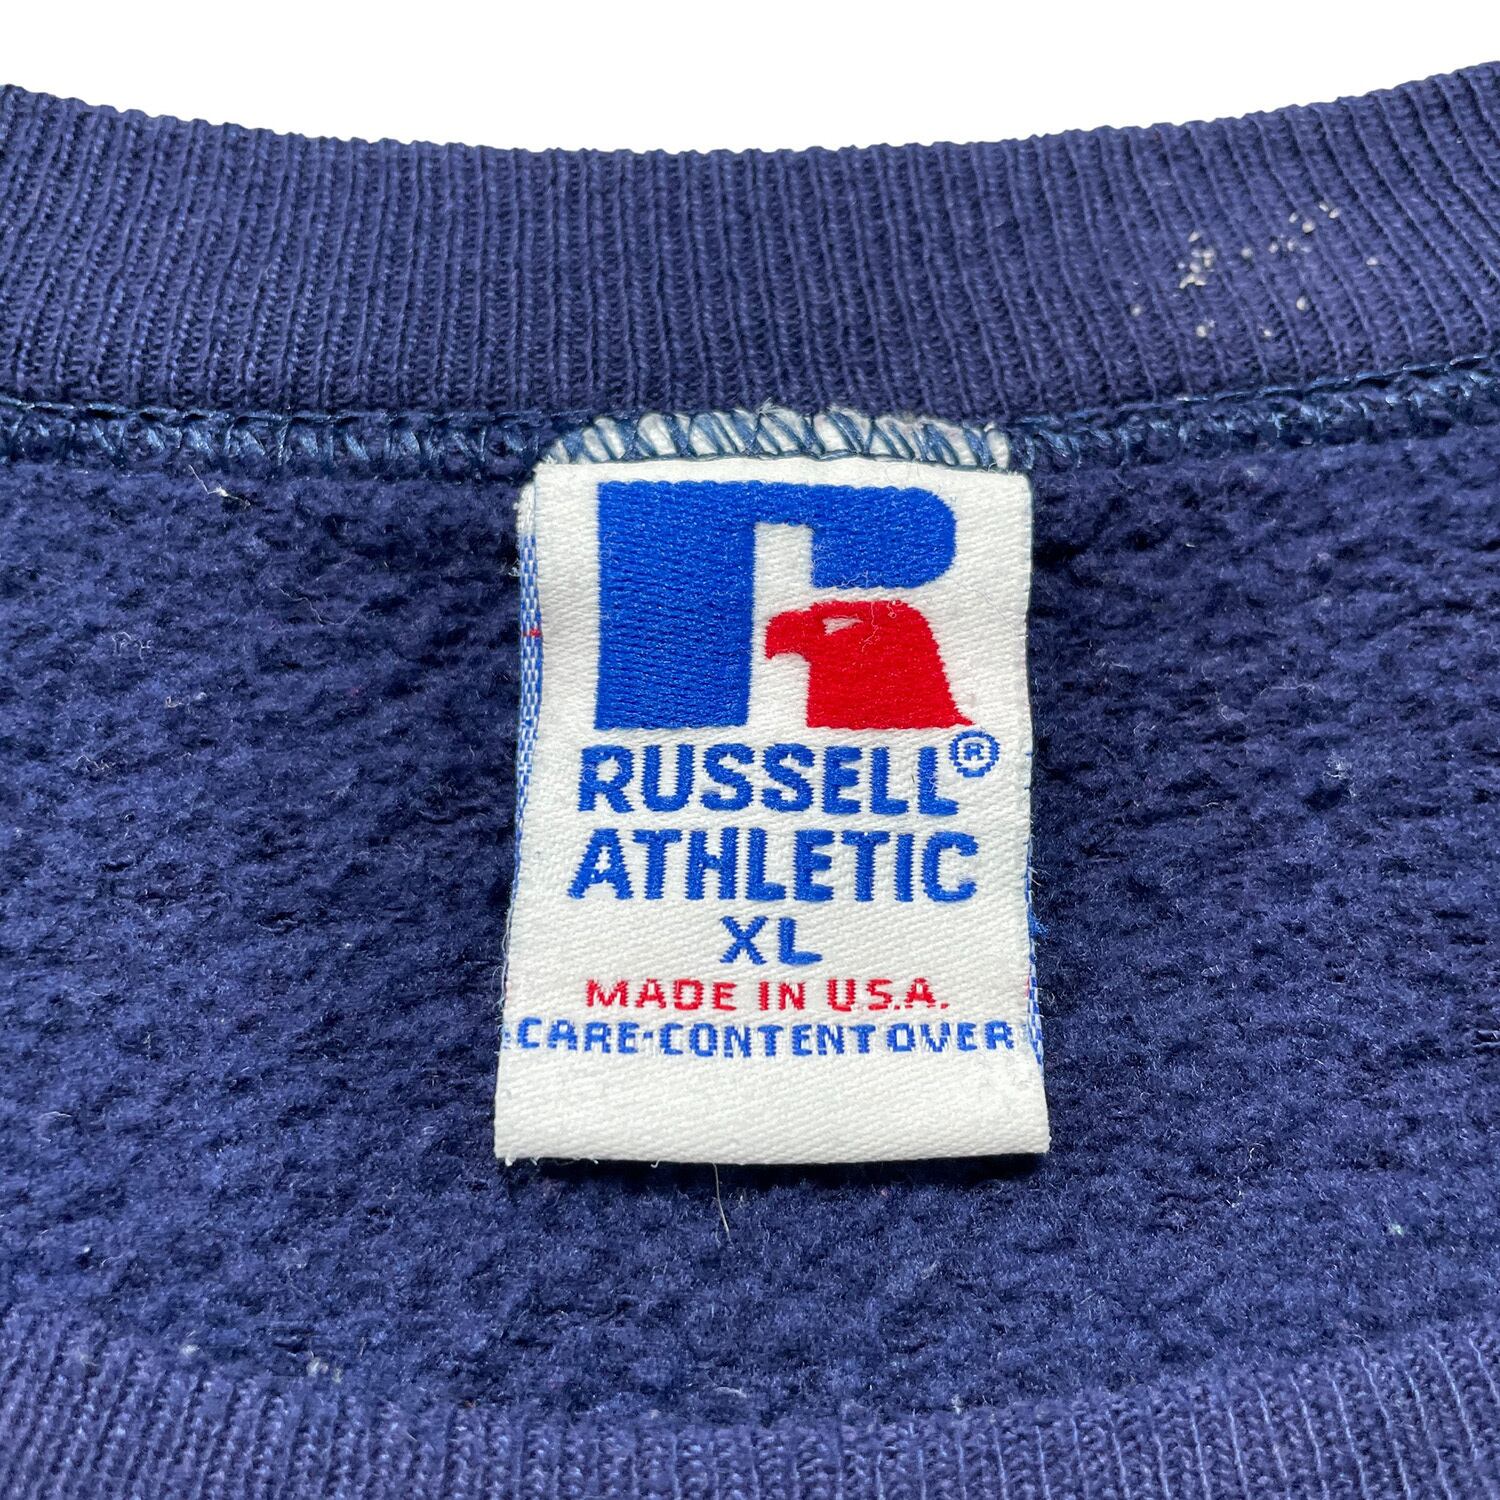 RUSSELL®
ATHLETIC
XL
MADE IN U.S.A.
CARE-CONTENT OVER